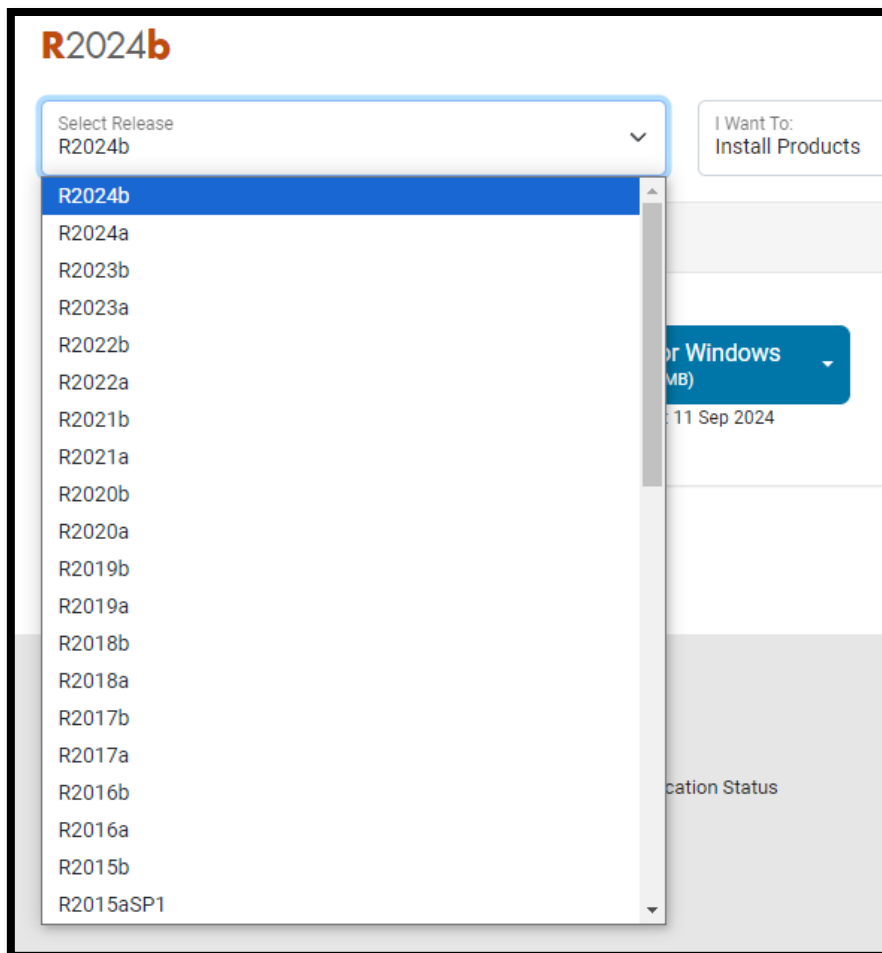 R2024b
Select Release
R2024b
I Want To:
Install Products
R2024b
R2024a
R2023b
R2023a
R2022b
R2022a
R2021b
R2021a
R2020b
R2020a
R2019b
R2019a
R2018b
R2018a
R2017b
R2017a
R2016b
R2016a
R2015b
R2015aSP1
or Windows
MB)
: 11 Sep 2024
cation Status